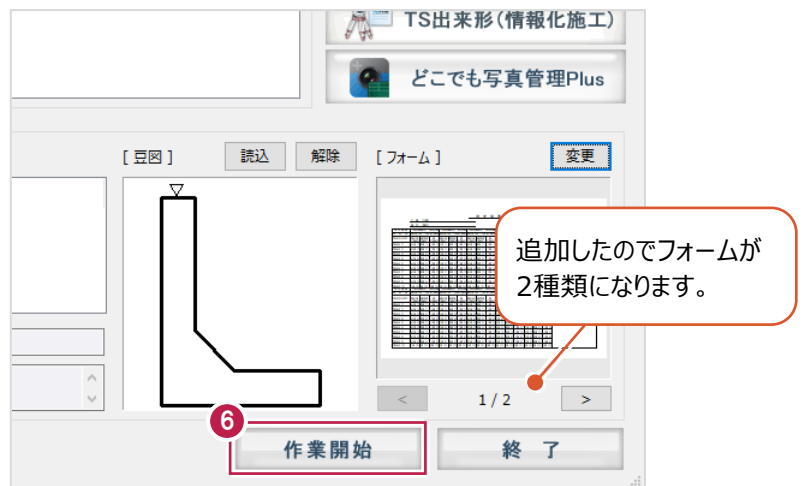 TS出来形(情報化施工)
どこでも写真管理Plus
[ 豆図 ] 読込 解除 [ フォーム ] 変更
追加したのでフォームが
2種類になります。
< 1 / 2 >
6
作業開始 終 了